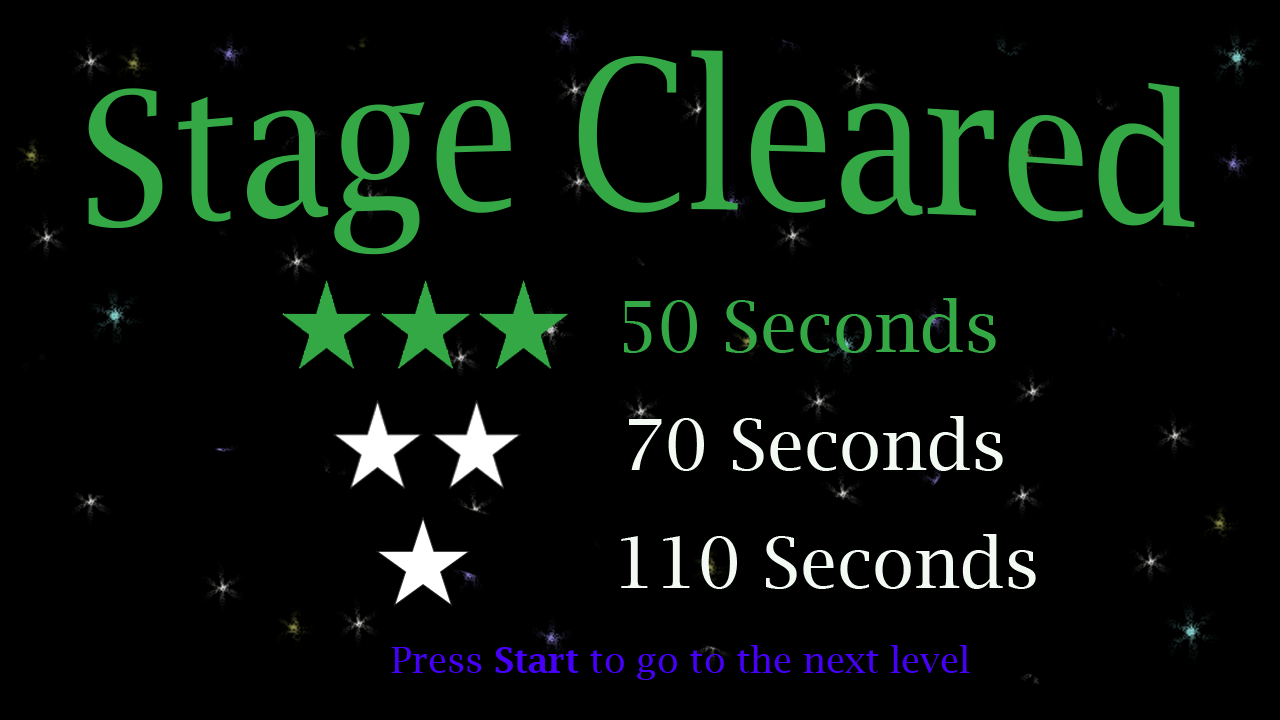 Stage Cleared
50 Seconds
70 Seconds
110 Seconds
Press Start to go to the next level